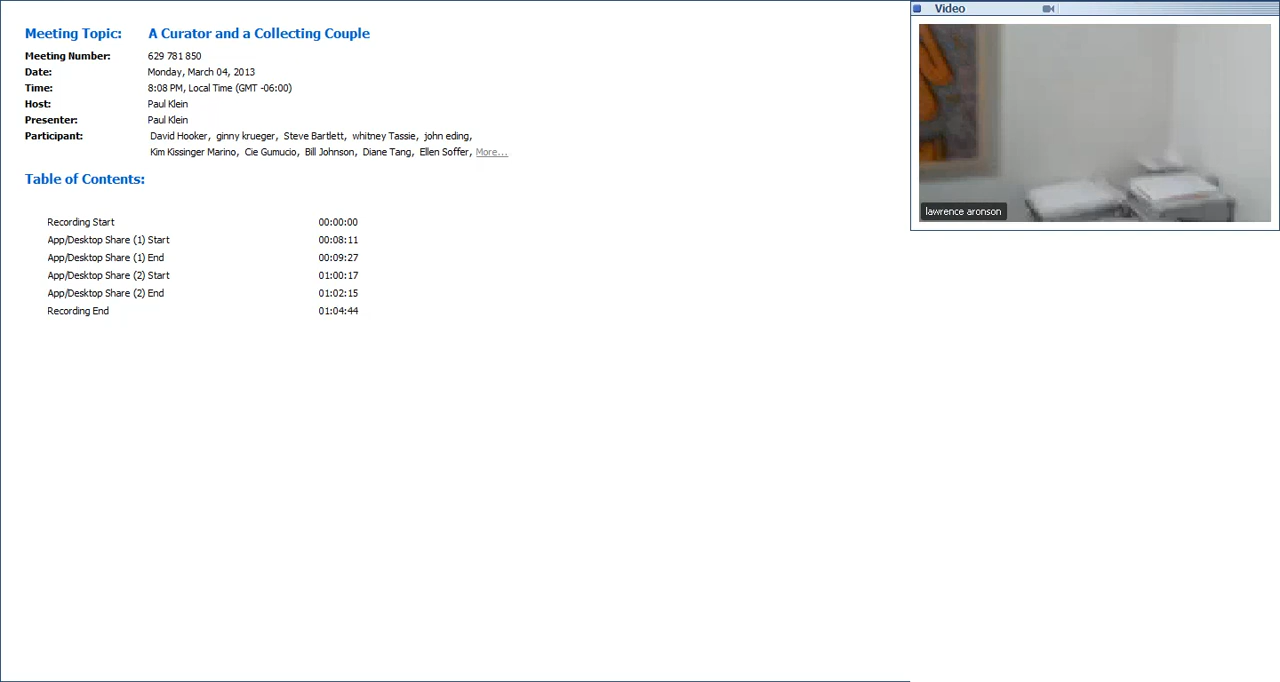 Meeting Topic: A Curator and a Collecting Couple
Meeting Number: 629 781 850
Date: Monday, March 04, 2013
Time: 8:08 PM, Local Time (GMT -06:00)
Host: Paul Klein
Presenter: Paul Klein
Participant: David Hooker, ginny krueger, Steve Bartlett, whitney Tassie, john eding,
Kim Kissinger Marino, Cie Gumucio, Bill Johnson, Diane Tang, Ellen Soffer, More...
Table of Contents:
Recording Start 00:00:00
App/Desktop Share (1) Start 00:08:11
App/Desktop Share (1) End 00:09:27
App/Desktop Share (2) Start 01:00:17
App/Desktop Share (2) End 01:02:15
Recording End 01:04:44
Video
lawrence aronson